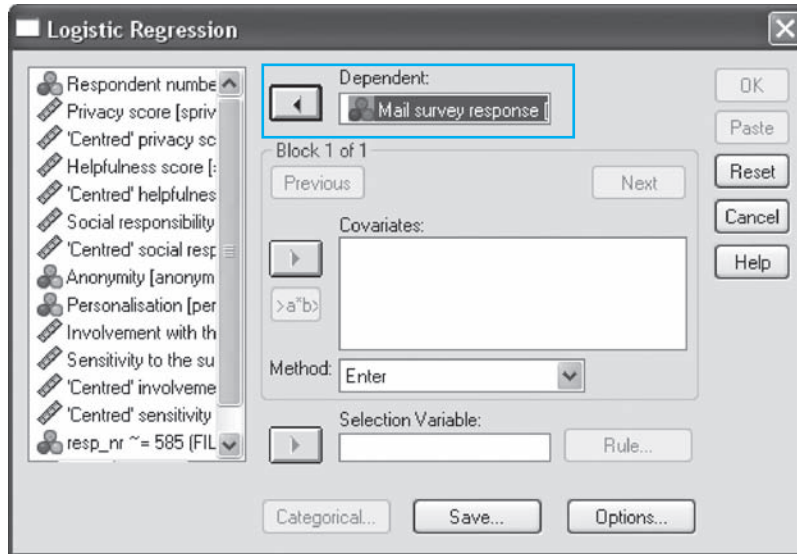 Logistic Regression
Respondent numbe
Privacy score [spriv
'Centred' privacy sc
Helpfulness score [
'Centred' helpfulnes
Social responsibility
'Centred' social resp
Anonymity [anonym
Personalisation [per
Involvement with th
Sensitivity to the su
'Centred' involveme
'Centred' sensitivity
resp_nr ~= 585 (FIL
Dependent:
Mail survey response [
Block 1 of 1
Previous
Next
Covariates:
>a*b>
Method:
Enter
Selection Variable:
Rule...
Categorical...
Save...
Options...
OK
Paste
Reset
Cancel
Help